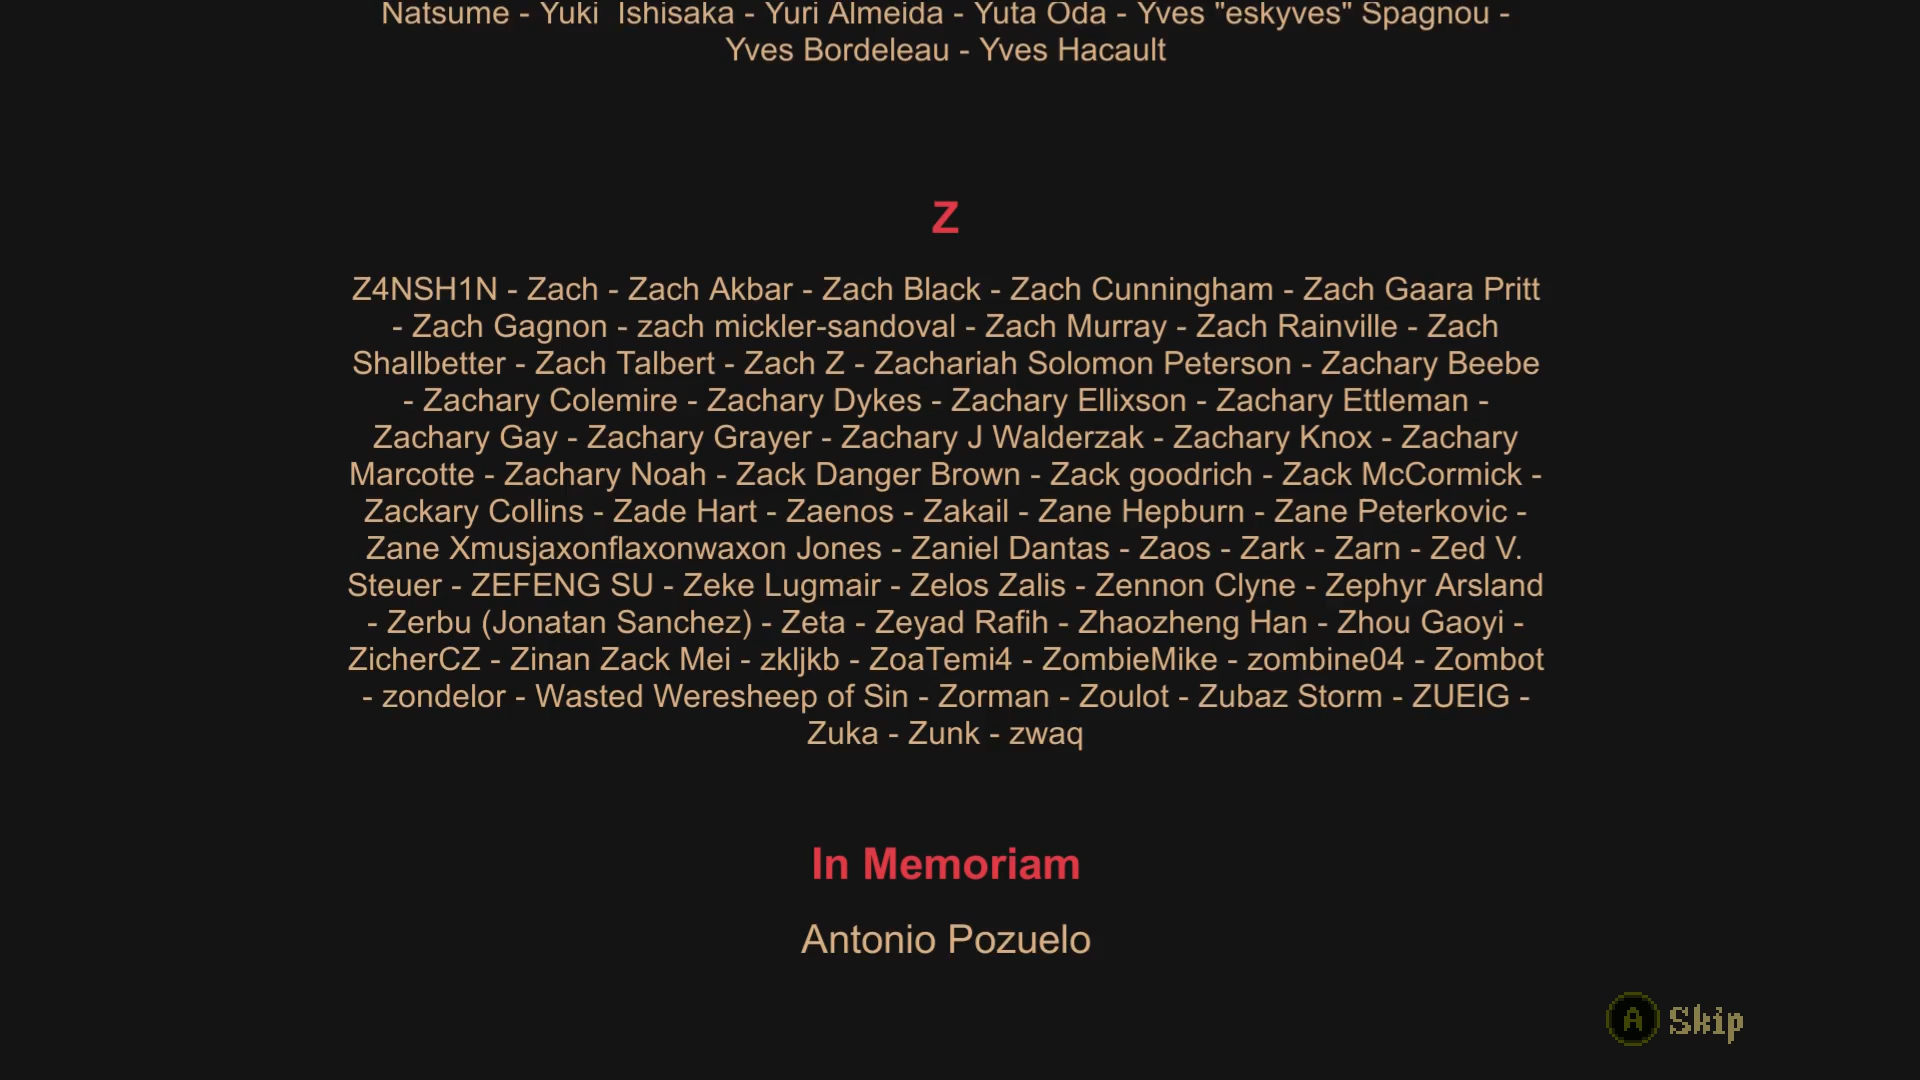 Natsume - Yuki  Ishisaka - Yuri Almeida - Yuta Oda - Yves "eskyves" Spagnou -
Yves Bordeleau - Yves Hacault
Z
Z4NSH1N - Zach - Zach Akbar - Zach Black - Zach Cunningham - Zach Gaara Pritt
- Zach Gagnon - zach mickler-sandoval - Zach Murray - Zach Rainville - Zach
Shallbetter - Zach Talbert - Zach Z - Zachariah Solomon Peterson - Zachary Beebe
- Zachary Colemire - Zachary Dykes - Zachary Ellixson - Zachary Ettleman -
Zachary Gay - Zachary Grayer - Zachary J Walderzak - Zachary Knox - Zachary
Marcotte - Zachary Noah - Zack Danger Brown - Zack goodrich - Zack McCormick -
Zackary Collins - Zade Hart - Zaenos - Zakail - Zane Hepburn - Zane Peterkovic -
Zane Xmusjaxonflaxonwaxon Jones - Zaniel Dantas - Zaos - Zark - Zarn - Zed V.
Steuer - ZEFENG SU - Zeke Lugmair - Zelos Zalis - Zennon Clyne - Zephyr Arsland
- Zerbu (Jonatan Sanchez) - Zeta - Zeyad Rafih - Zhaozheng Han - Zhou Gaoyi -
ZicherCZ - Zinan Zack Mei - zkljkb - ZoaTemi4 - ZombieMike - zombine04 - Zombot
- zondelor - Wasted Weresheep of Sin - Zorman - Zoulot - Zubaz Storm - ZUEIG -
Zuka - Zunk - zwaq
In Memoriam
Antonio Pozuelo
A Skip